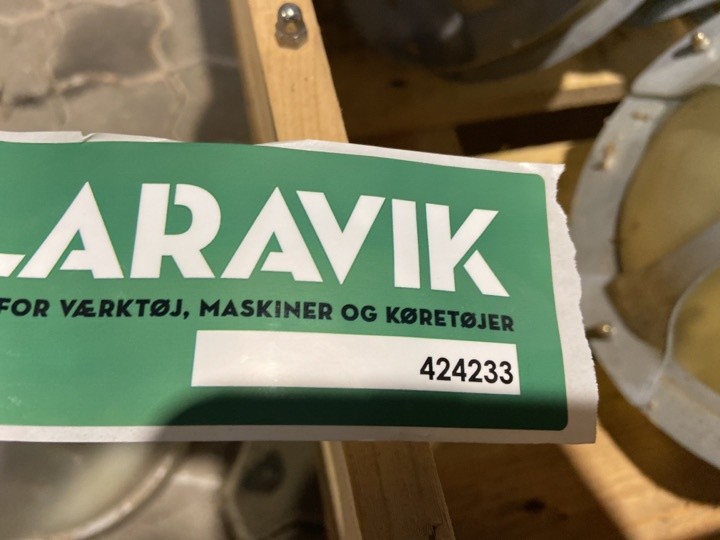 LARAVIK
FOR VÆRKTØJ, MASKINER OG KØRETØJER
424233